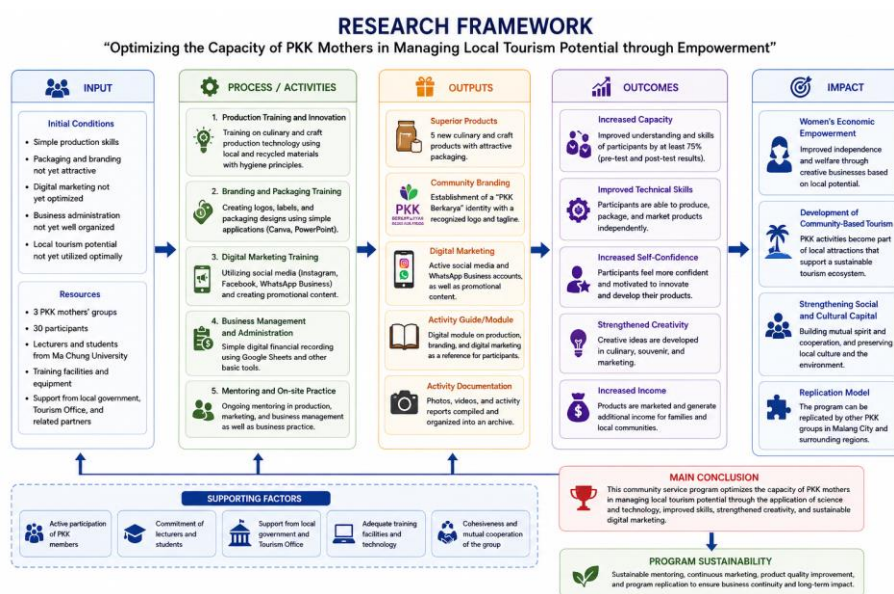 RESEARCH FRAMEWORK
"Optimizing the Capacity of PKK Mothers in Managing Local Tourism Potential through Empowerment"
INPUT
Initial Conditions
• Simple production skills
• Packaging and branding
not yet attractive
• Digital marketing not
yet optimized
• Business administration
not yet well organized
• Local tourism potential
not yet utilized optimally
Resources
• 3 PKK mothers' groups
• 30 participants
• Lecturers and students
from Ma Chung University
• Training facilities and
equipment
• Support from local government,
Tourism Office, and
related partners
PROCESS / ACTIVITIES
1. Production Training and Innovation
Training on culinary and craft
production technology using
local and recycled materials
with hygiene principles.
2. Branding and Packaging Training
Creating logos, labels, and
packaging designs using simple
applications (Canva, PowerPoint).
3. Digital Marketing Training
Utilizing social media (Instagram,
Facebook, WhatsApp Business)
and creating promotional content.
4. Business Management
and Administration
Simple digital financial recording
using Google Sheets and other
basic tools.
5. Mentoring and On-site Practice
Ongoing mentoring in production,
marketing, and business management
as well as business practice.
OUTPUTS
Superior Products
5 new culinary and craft
products with attractive
packaging.
PKK
Community Branding
Establishment of a "PKK
Berkarya" identity with a
recognized logo and tagline.
Digital Marketing
Active social media and
WhatsApp Business accounts,
as well as promotional
content.
Activity Guide/Module
Digital module on production,
branding, and digital marketing
as a reference for participants.
Activity Documentation
Photos, videos, and activity
reports compiled and
organized into an archive.
OUTCOMES
Increased Capacity
Improved understanding and skills
of participants by at least 75%
(pre-test and post-test results).
Improved Technical Skills
Participants are able to produce,
package, and market products
independently.
Increased Self-Confidence
Participants feel more confident
and motivated to innovate
and develop their products.
Strengthened Creativity
Creative ideas are developed
in culinary, souvenir, and
marketing.
Increased Income
Products are marketed and generate
additional income for families and
local communities.
IMPACT
Women's Economic
Empowerment
Improved independence
and welfare through
creative businesses based
on local potential.
Development of
Community-Based Tourism
PKK activities become part
of local attractions that
support a sustainable
tourism ecosystem.
Strengthening Social
and Cultural Capital
Building mutual spirit and
cooperation, and preserving
local culture and the
environment.
Replication Model
The program can be
replicated by other PKK
groups in Malang City and
surrounding regions.
SUPPORTING FACTORS
Active participation
of PKK
members
Commitment of
lecturers and
students
Support from local
government and
Tourism Office
Adequate training
facilities and
technology
Cohesiveness and
mutual cooperation
of the group
MAIN CONCLUSION
This community service program optimizes the capacity of PKK mothers
in managing local tourism potential through the application of science
and technology, improved skills, strengthened creativity, and sustainable
digital marketing.
PROGRAM SUSTAINABILITY
Sustainable mentoring, continuous marketing, product quality improvement,
and program replication to ensure business continuity and long-term impact.